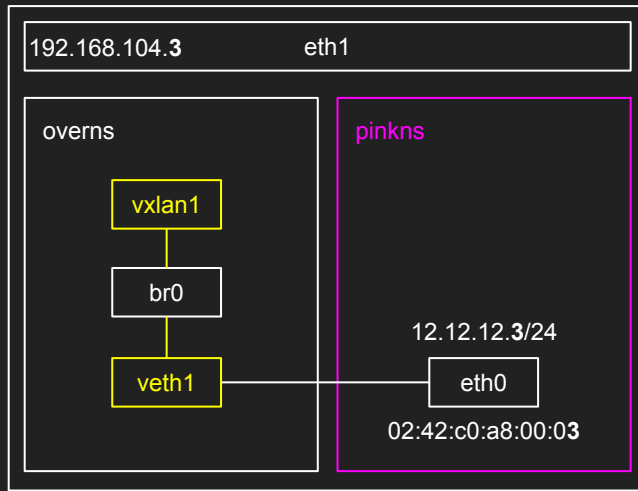 192.168.104.3 eth1
overns
pinkns
vxlan1
br0
12.12.12.3/24
veth1
eth0
02:42:c0:a8:00:03